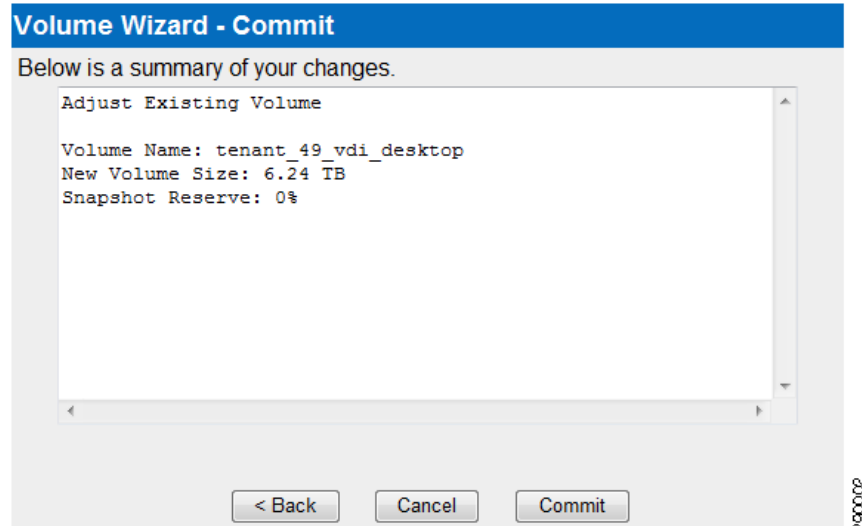 Volume Wizard - Commit
Below is a summary of your changes.
Adjust Existing Volume
Volume Name: tenant_49_vdi_desktop
New Volume Size: 6.24 TB
Snapshot Reserve: 0%
< Back
Cancel
Commit